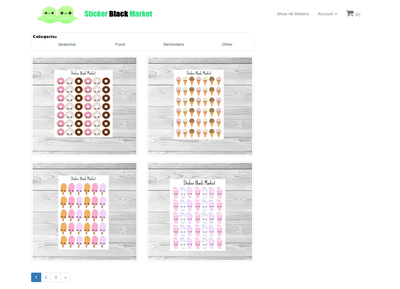 Sticker Black Market
Show All Stickers
Account
(0)
Categories:
Seasonal
Food
Reminders
Other
Sticker Black Market
Sticker Black Market
Sticker Black Market
Sticker Black Market
1
2
3
»